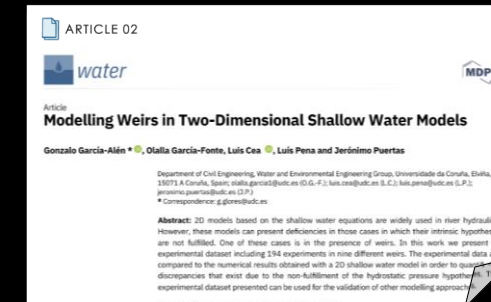 ARTICLE 02
water
MDP
Article
Modelling Weirs in Two-Dimensional Shallow Water Models
Gonzalo García-Alén *, Olalla García-Fonte, Luis Cea, Luís Pena and Jerónimo Puertas
Department of Civil Engineering, Water and Environmental Engineering Group, Universidade da Coruña, Elviña,
15071 A Coruña, Spain; olalla.garcia1@udc.es (O.G.-F.); luis.cea@udc.es (L.C.); luis.pena@udc.es (L.P.);
jeronimo.puertas@udc.es (J.P.)
* Correspondence: g.glores@udc.es
Abstract: 2D models based on the shallow water equations are widely used in river hydrauli
However, these models can present deficiencies in those cases in which their intrinsic hypothes
are not fulfilled. One of these cases is in the presence of weirs. In this work we present
experimental dataset including 194 experiments in nine different weirs. The experimental data a
compared to the numerical results obtained with a 2D shallow water model in order to quantif
discrepancies that exist due to the non-fulfillment of the hydrostatic pressure hypothesis. T
experimental dataset presented can be used for the validation of other modelling approach